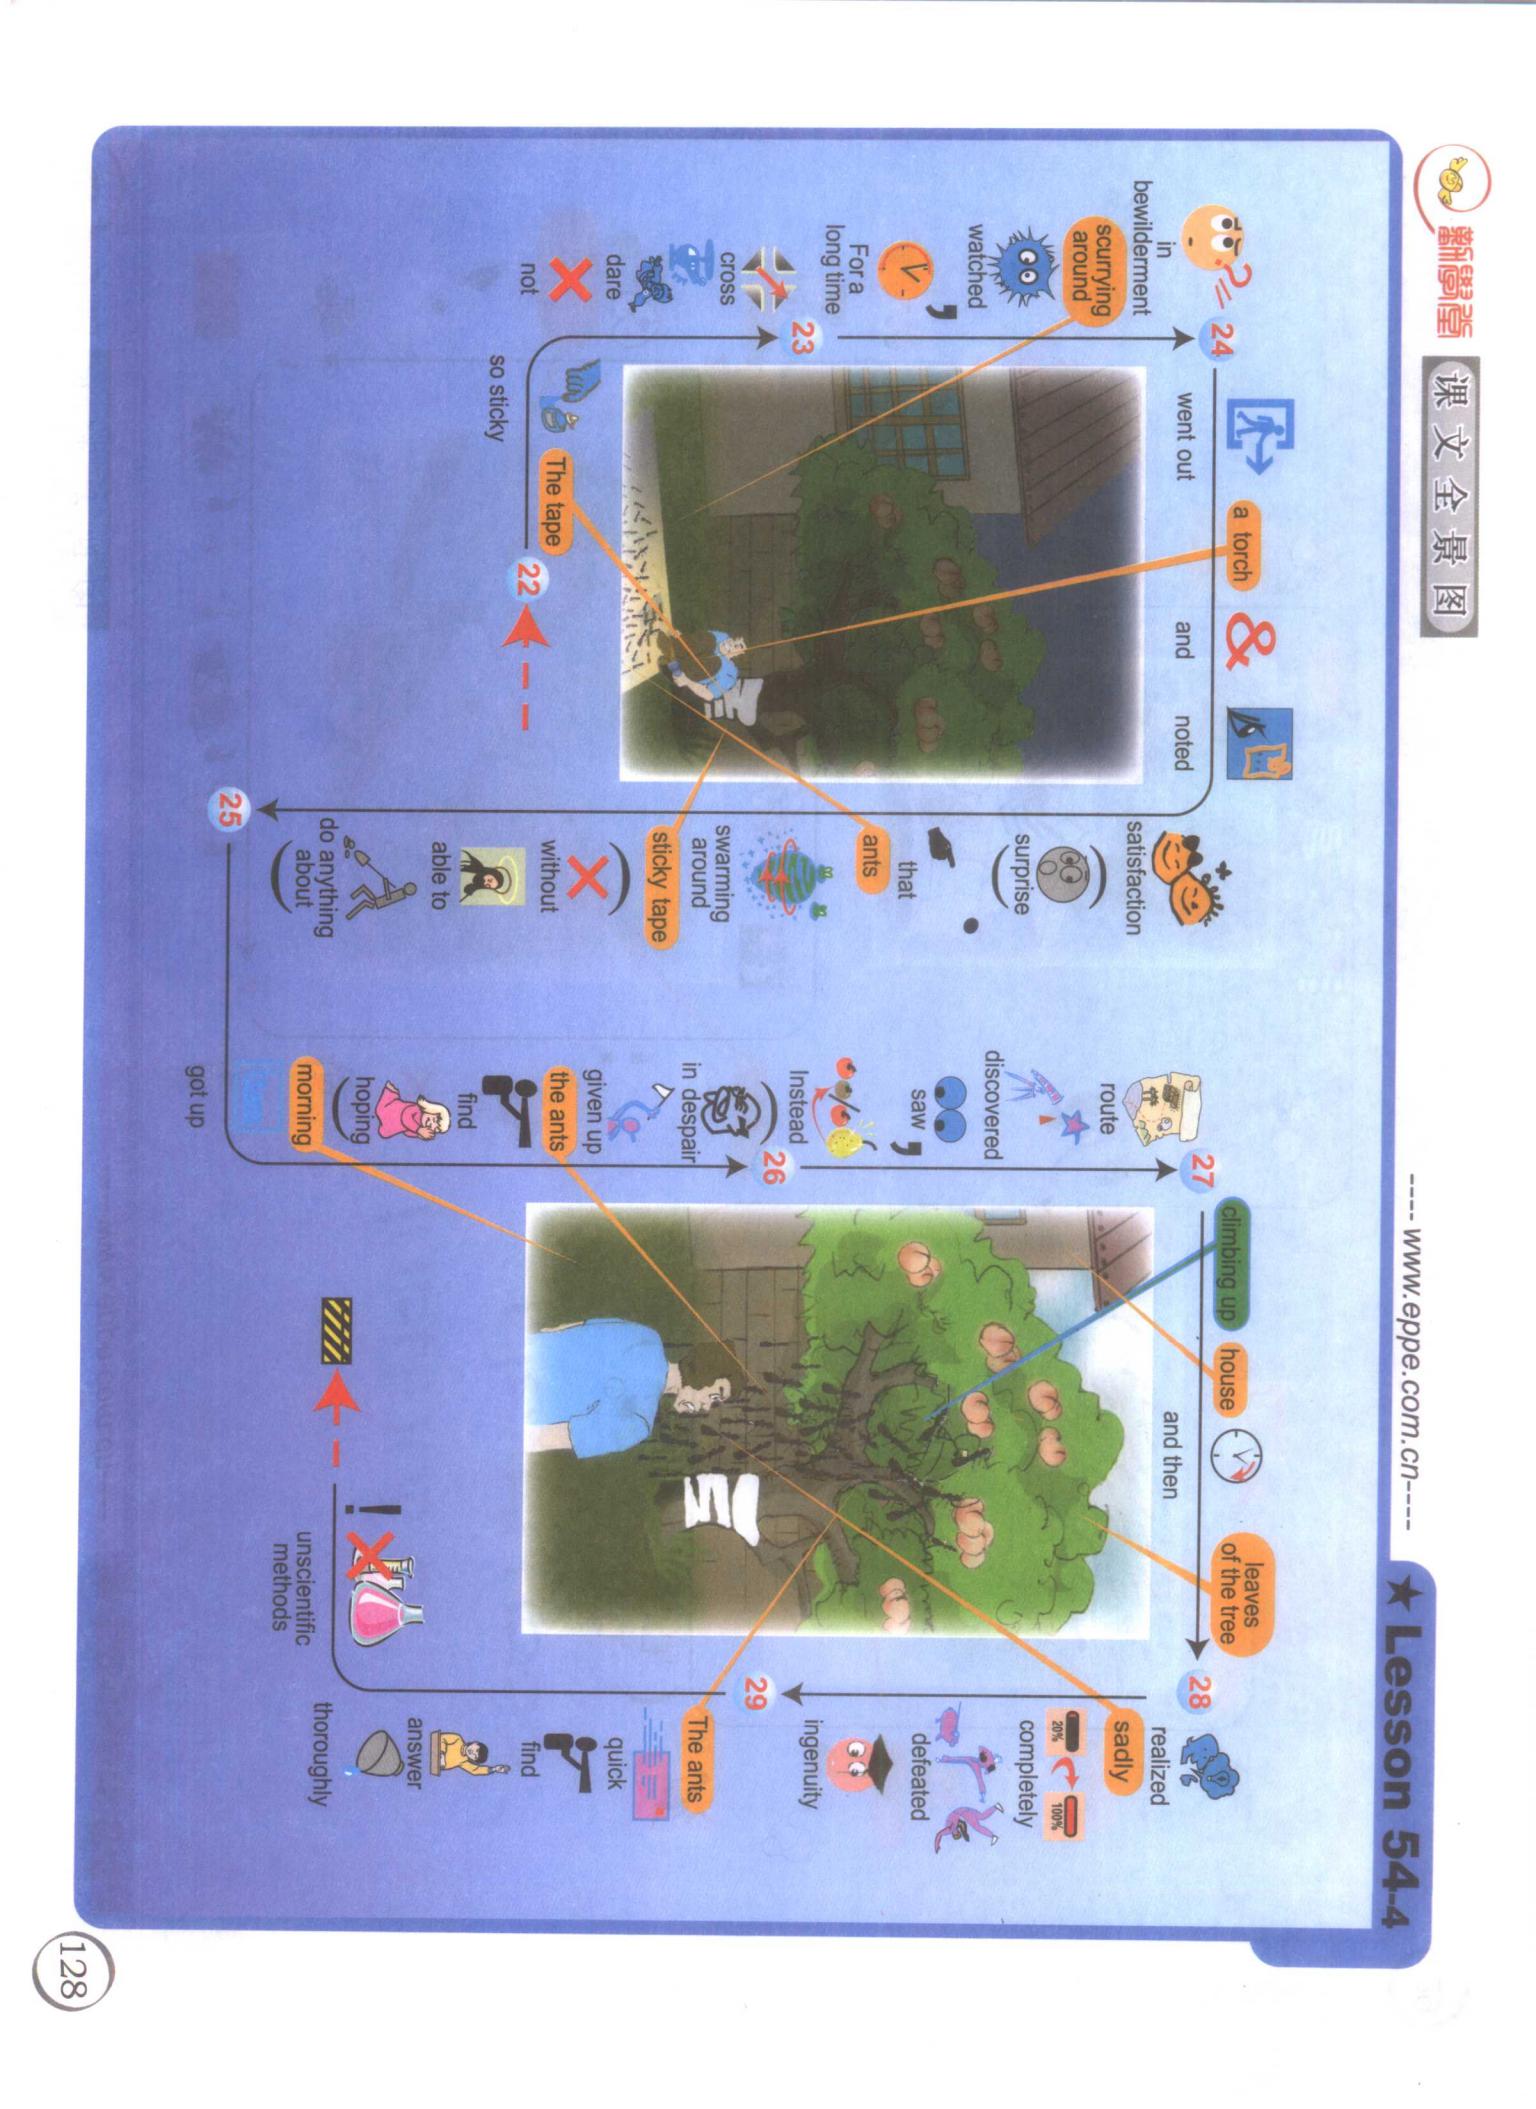 课文全景图
---- www.eppe.com.cn----
★ Lesson 54-4
22
The tape
so sticky
not
dare
cross
23
For a
long time
,
watched
scurrying
around
in
bewilderment
24
went out
a torch
&
and
noted
satisfaction
(surprise)
.
that
ants
swarming
around
sticky tape
(without
able to
do anything
about)
25
got up
morning
(hoping
find
the ants
given up
in despair)
26
Instead
,
saw
discovered
route
27
climbing up
house
and then
leaves
of the tree
28
realized
sadly
20%
100%
completely
defeated
ingenuity
29
The ants
quick
find
answer
thoroughly
unscientific
methods
!
128